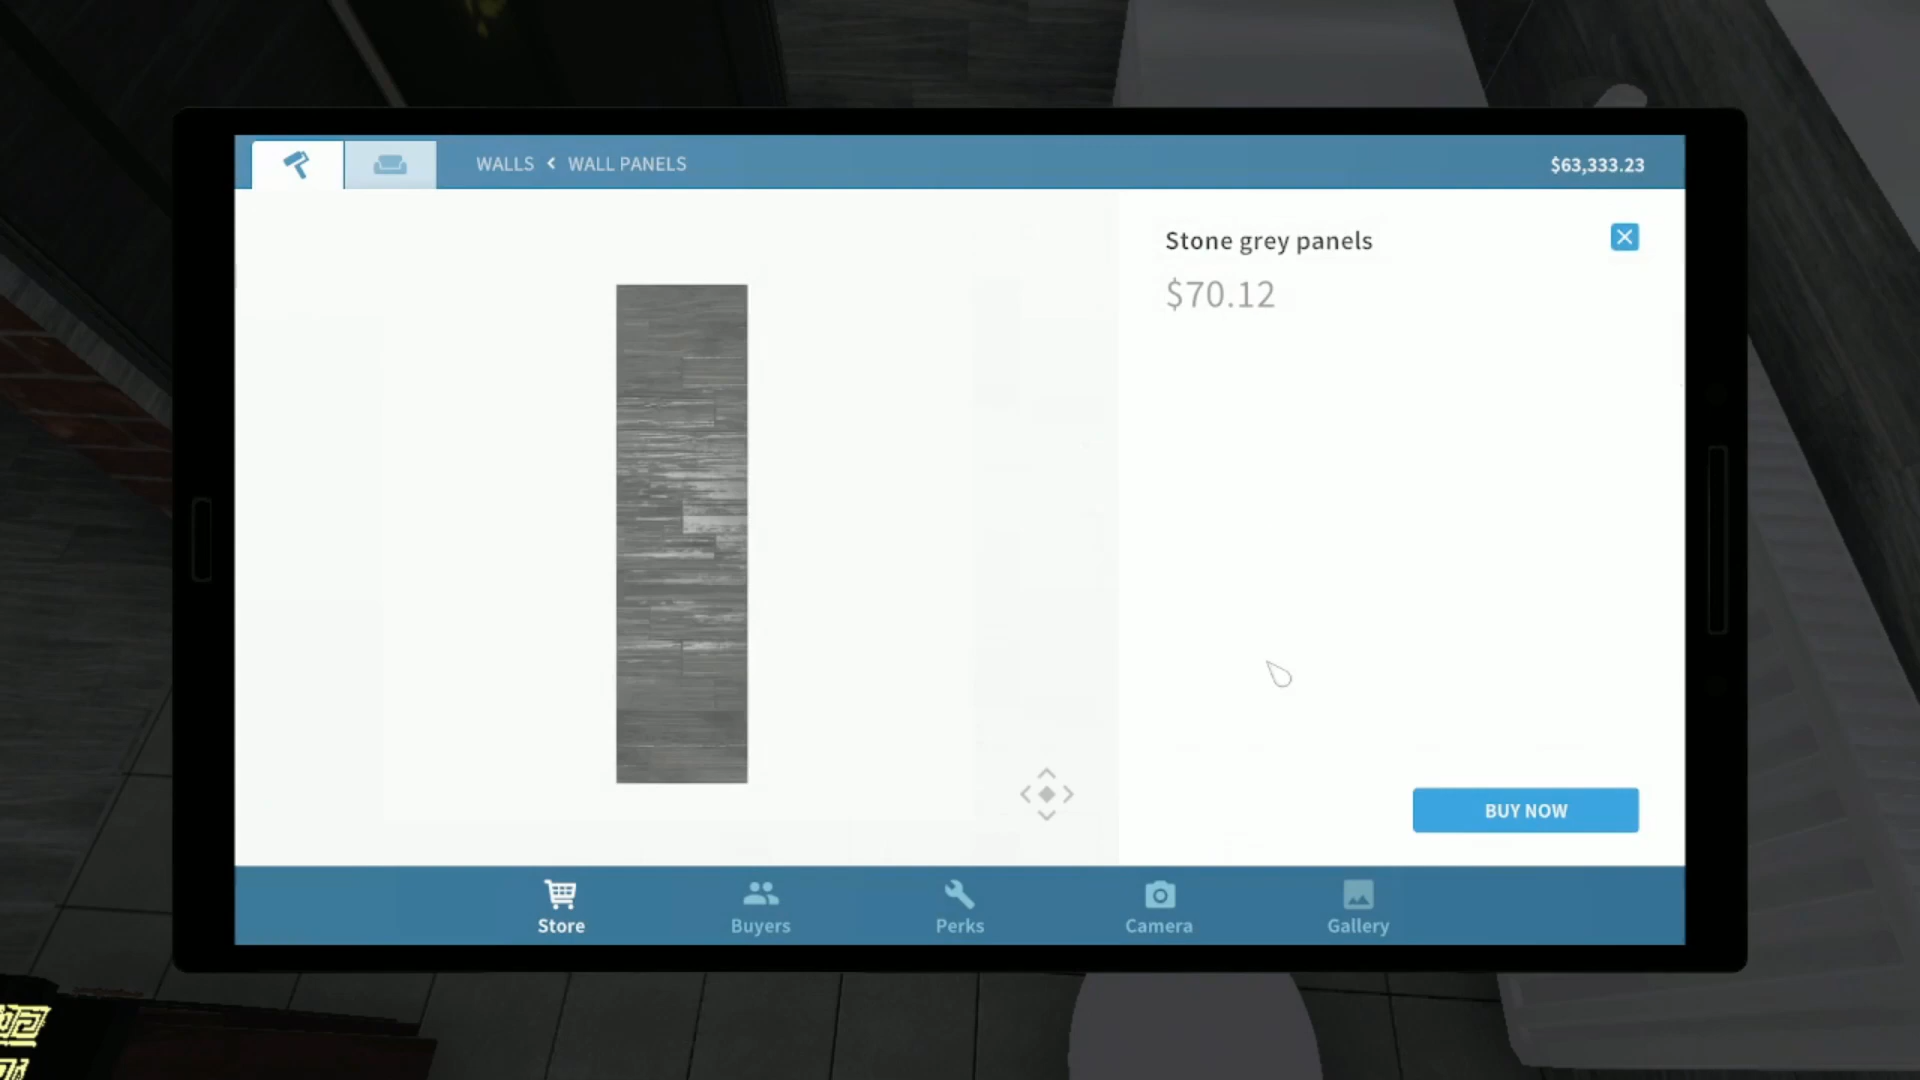 WALLS < WALL PANELS
$63,333.23
Stone grey panels
$70.12
BUY NOW
Store
Buyers
Perks
Camera
Gallery